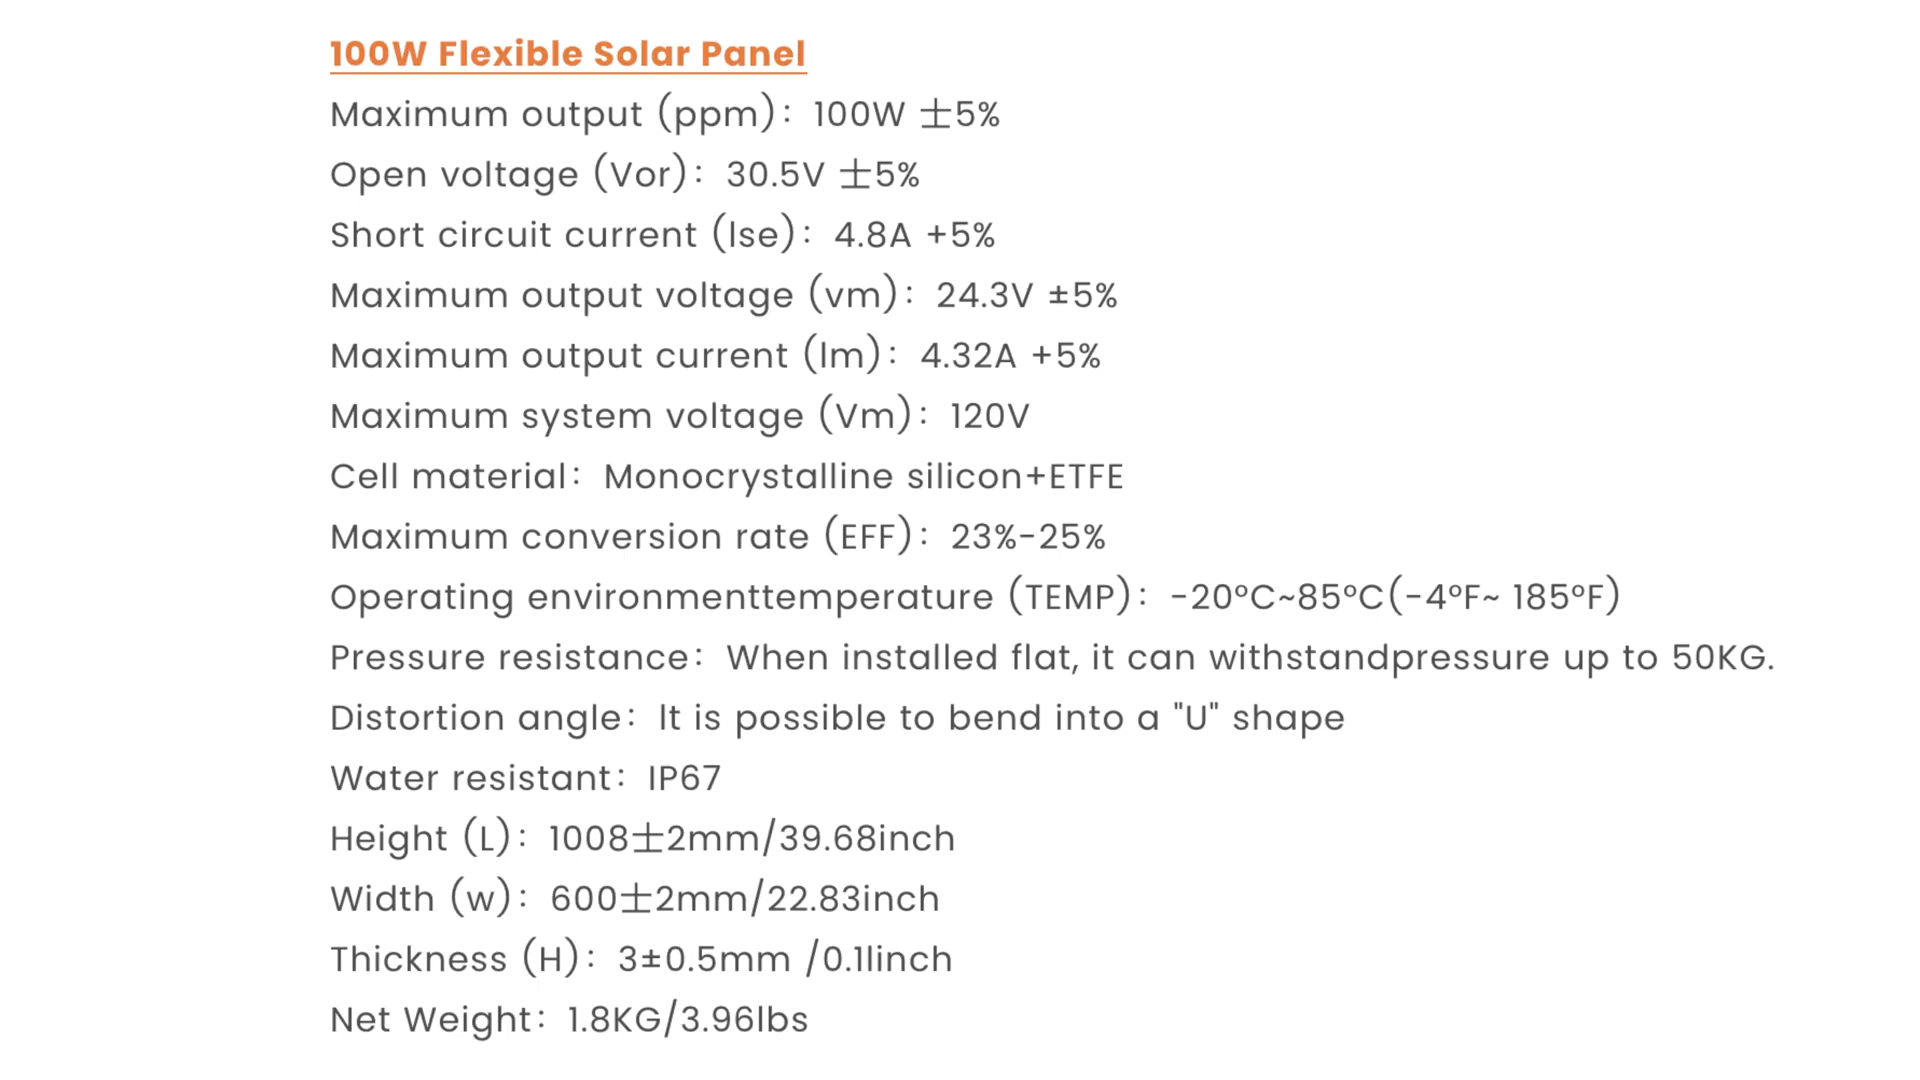 100W Flexible Solar Panel
Maximum output (ppm): 100W ±5%
Open voltage (Vor): 30.5V ±5%
Short circuit current (lse): 4.8A +5%
Maximum output voltage (vm): 24.3V ±5%
Maximum output current (lm): 4.32A +5%
Maximum system voltage (Vm): 120V
Cell material: Monocrystalline silicon+ETFE
Maximum conversion rate (EFF): 23%-25%
Operating environmenttemperature (TEMP): -20°C~85°C(-4°F~ 185°F)
Pressure resistance: When installed flat, it can withstandpressure up to 50KG.
Distortion angle: It is possible to bend into a "U" shape
Water resistant: IP67
Height (L): 1008±2mm/39.68inch
Width (w): 600±2mm/22.83inch
Thickness (H): 3±0.5mm /0.1linch
Net Weight: 1.8KG/3.96lbs